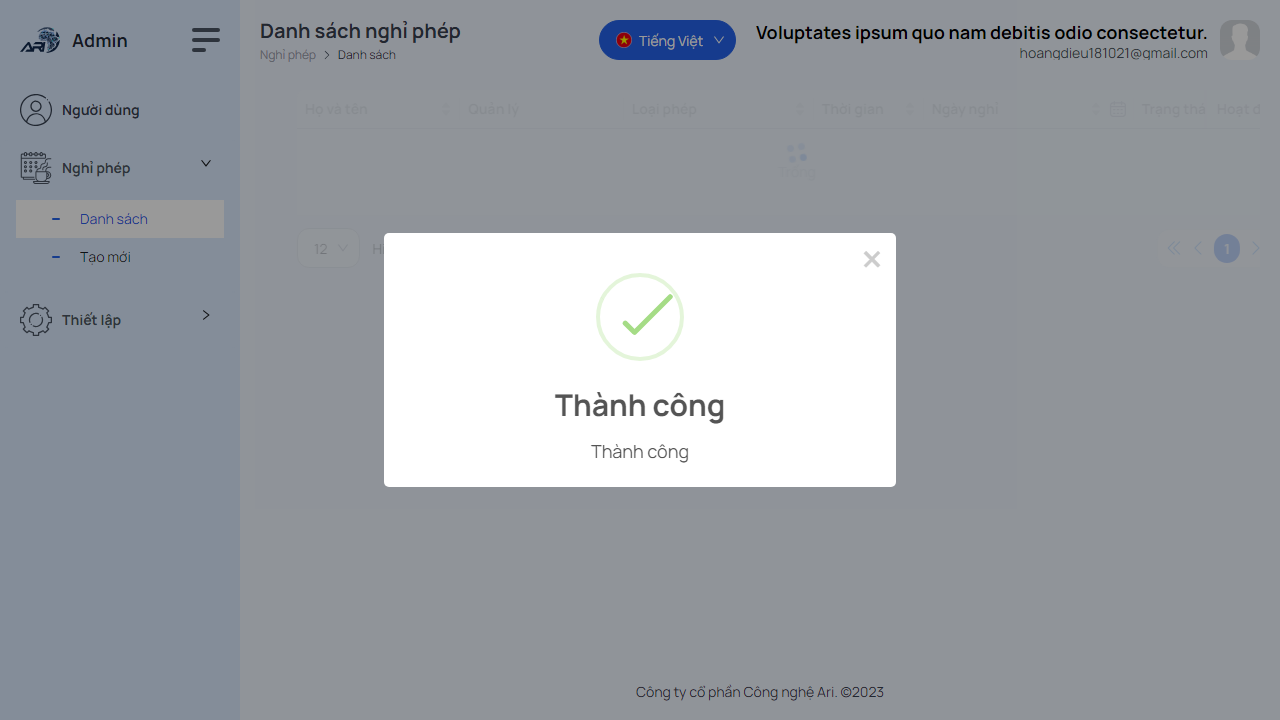 ARI
Admin
Danh sách nghỉ phép
Nghỉ phép > Danh sách
Tiếng Việt
Voluptates ipsum quo nam debitis odio consectetur.
hoangdieu181021@gmail.com
Người dùng
Nghỉ phép
Danh sách
Tạo mới
Thiết lập
Họ và tên Quản lý Loại phép Thời gian Ngày nghỉ Trạng thá Hoạt đ
Trống
12
1
Thành công
Thành công
Công ty cổ phần Công nghệ Ari. ©2023